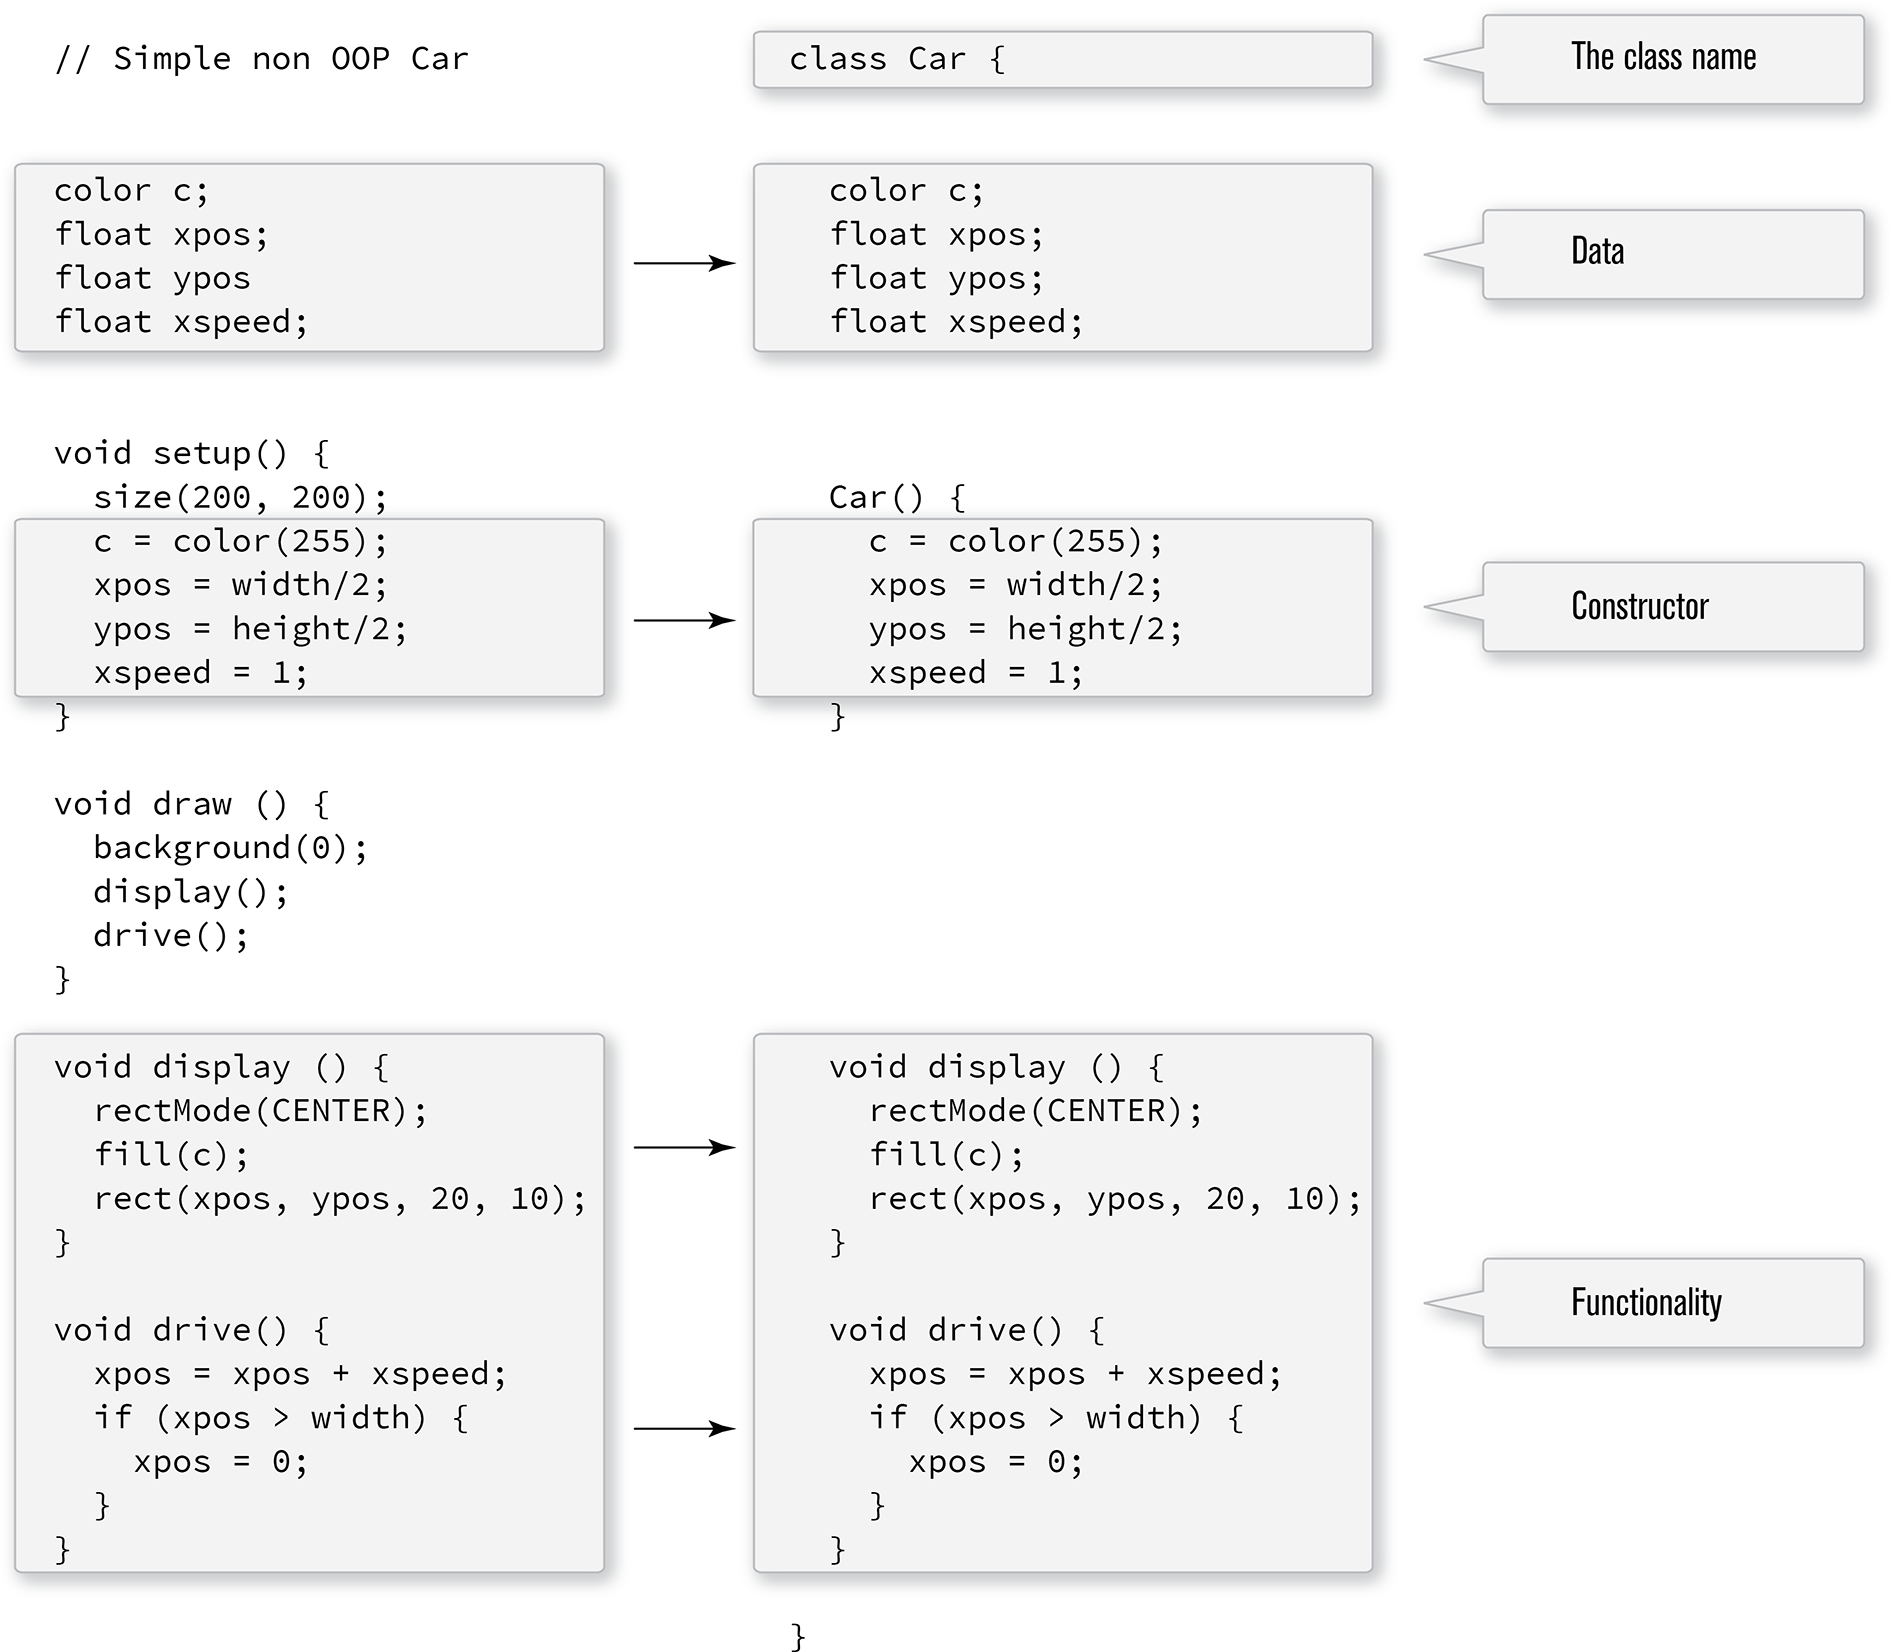 // Simple non OOP Car
color c;
float xpos;
float ypos
float xspeed;
void setup() {
  size(200, 200);
  c = color(255);
  xpos = width/2;
  ypos = height/2;
  xspeed = 1;
}
void draw () {
  background(0);
  display();
  drive();
}
void display () {
  rectMode(CENTER);
  fill(c);
  rect(xpos, ypos, 20, 10);
}
void drive() {
  xpos = xpos + xspeed;
  if (xpos > width) {
    xpos = 0;
  }
}
class Car {
  color c;
  float xpos;
  float ypos;
  float xspeed;
  Car() {
    c = color(255);
    xpos = width/2;
    ypos = height/2;
    xspeed = 1;
  }
  void display () {
    rectMode(CENTER);
    fill(c);
    rect(xpos, ypos, 20, 10);
  }
  void drive() {
    xpos = xpos + xspeed;
    if (xpos > width) {
      xpos = 0;
    }
  }
}
The class name
Data
Constructor
Functionality